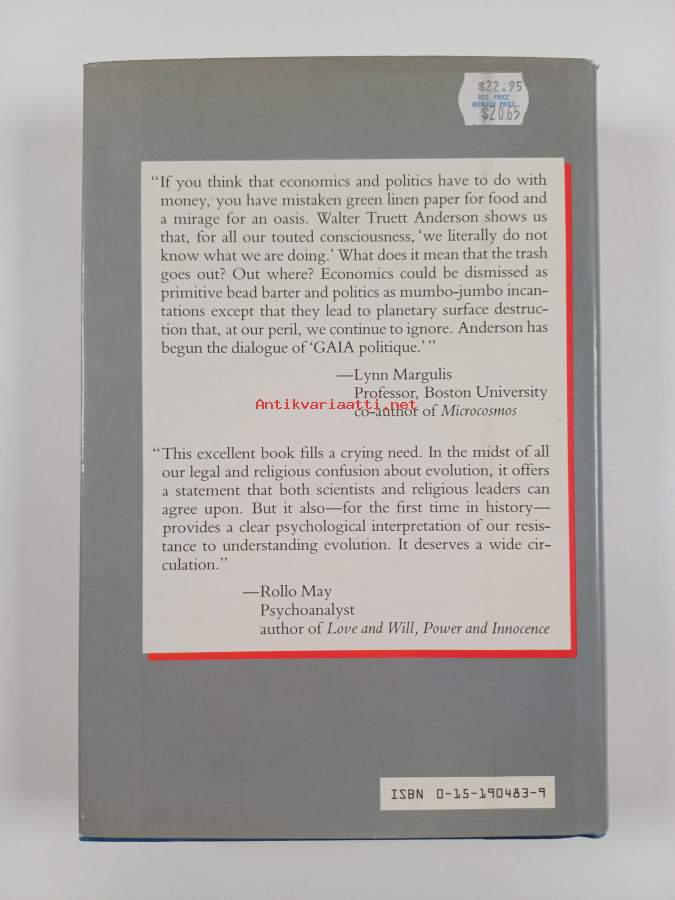 $22.95
REG. PRICE
MEMBER PRICE
$20.65
“If you think that economics and politics have to do with
money, you have mistaken green linen paper for food and
a mirage for an oasis. Walter Truett Anderson shows us
that, for all our touted consciousness, ‘we literally do not
know what we are doing.’ What does it mean that the trash
goes out? Out where? Economics could be dismissed as
primitive bead barter and politics as mumbo-jumbo incan-
tations except that they lead to planetary surface destruc-
tion that, at our peril, we continue to ignore. Anderson has
begun the dialogue of ‘GAIA politique.’”
—Lynn Margulis
Professor, Boston University
Antikvariaatti.net
co-author of Microcosmos
“This excellent book fills a crying need. In the midst of all
our legal and religious confusion about evolution, it offers
a statement that both scientists and religious leaders can
agree upon. But it also—for the first time in history—
provides a clear psychological interpretation of our resis-
tance to understanding evolution. It deserves a wide cir-
culation.”
—Rollo May
Psychoanalyst
author of Love and Will, Power and Innocence
ISBN 0-15-190483-9